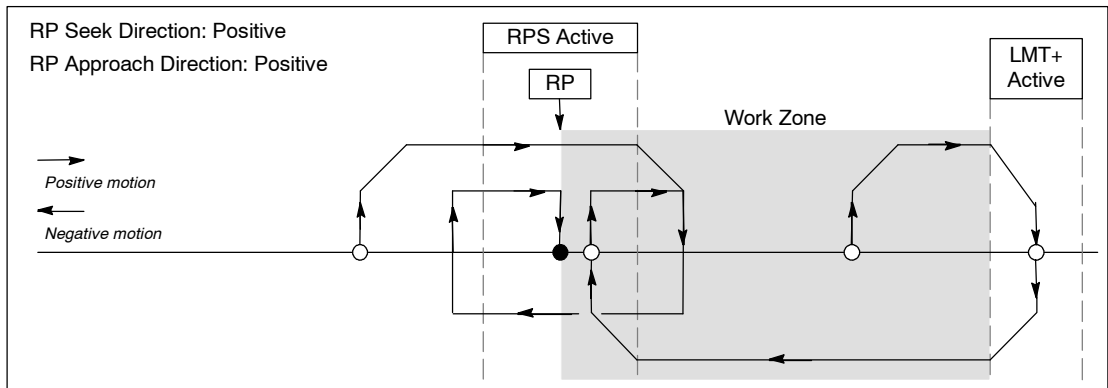 RP Seek Direction: Positive
RP Approach Direction: Positive
RPS Active
RP
LMT+
Active
Work Zone
Positive motion
Negative motion